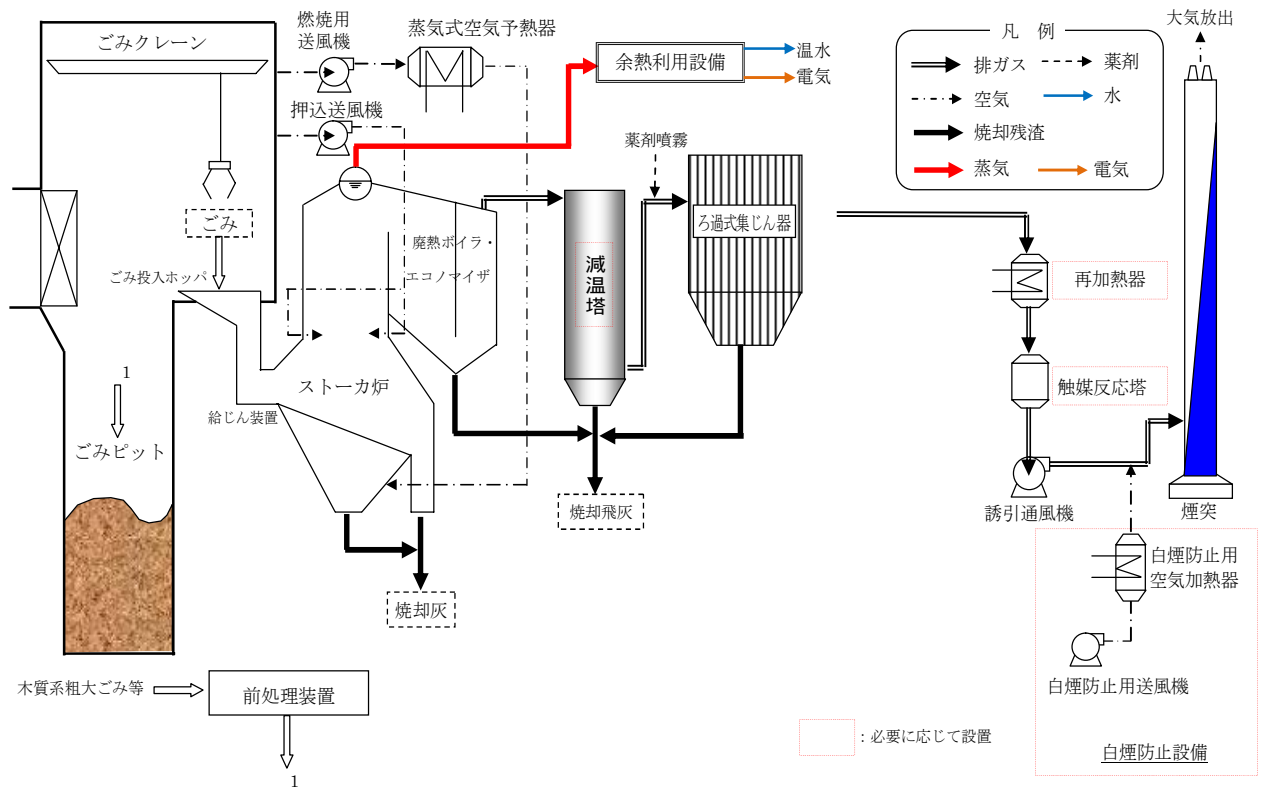 燃焼用
送風機
蒸気式空気予熱器
ごみクレーン
押込送風機
余熱利用設備
温水
電気
凡 例
排ガス
薬剤
空気
水
焼却残渣
蒸気
電気
大気放出
薬剤噴霧
ごみ
ろ過式集じん器
廃熱ボイラ・
エコノマイザ
ごみ投入ホッパ
減
温
塔
再加熱器
ストーカ炉
触媒反応塔
1
給じん装置
ごみピット
焼却飛灰
誘引通風機
煙突
白煙防止用
空気加熱器
焼却灰
白煙防止用送風機
木質系粗大ごみ等
前処理装置
：必要に応じて設置
白煙防止設備
1